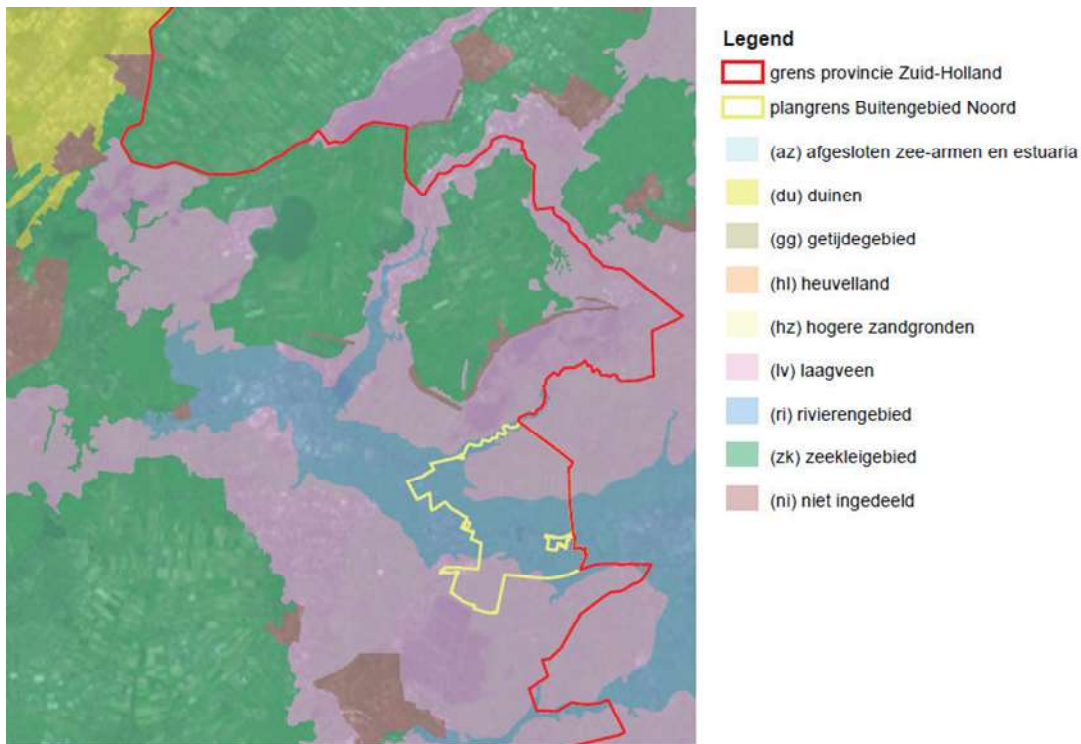 Legend
grens provincie Zuid-Holland
plangrens Buitengebied Noord
(az) afgesloten zee-armen en estuaria
(du) duinen
(gg) getijdegebied
(hl) heuvelland
(hz) hogere zandgronden
(lv) laagveen
(ri) rivierengebied
(zk) zeekleigebied
(ni) niet ingedeeld